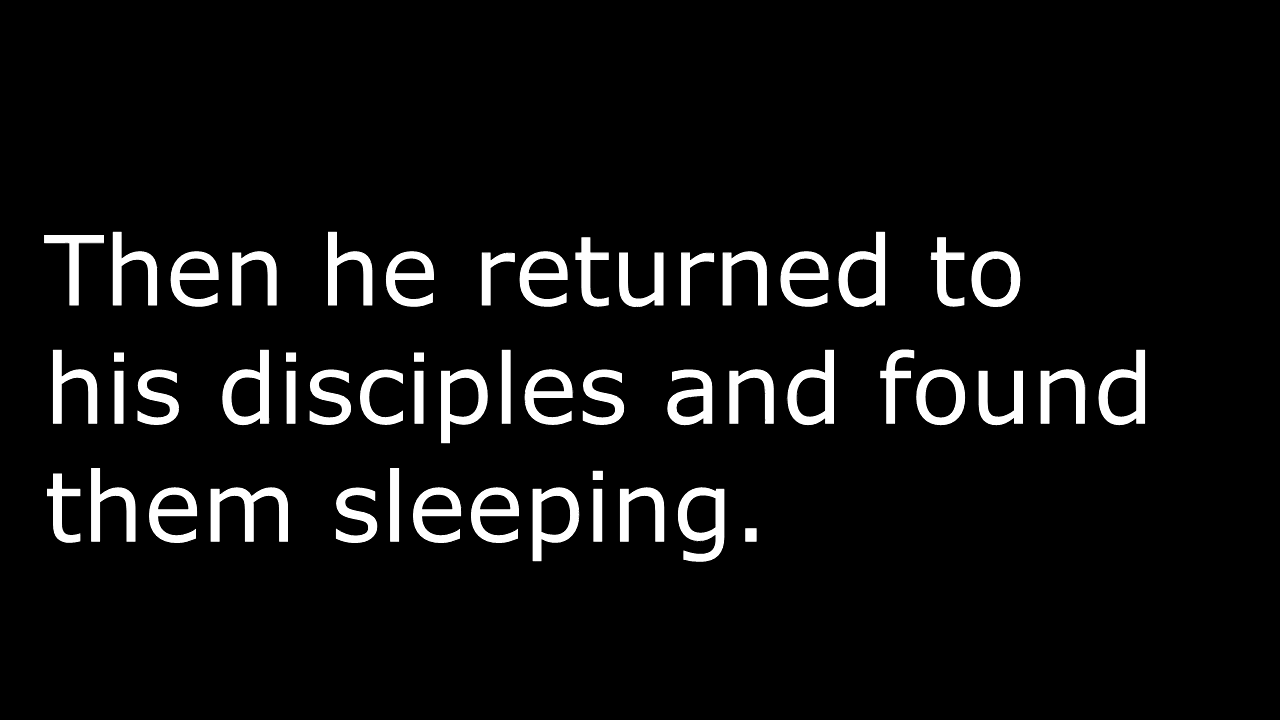 Then he returned to
his disciples and found
them sleeping.